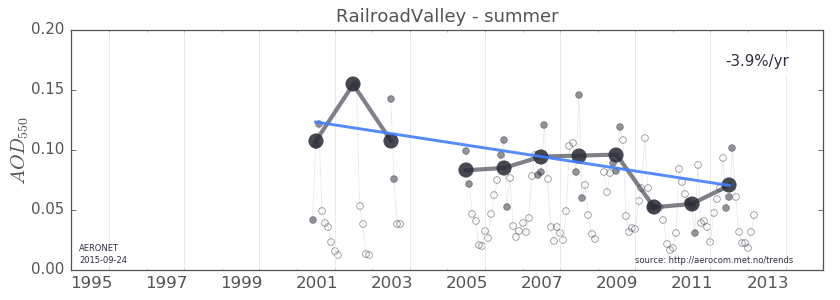 RailroadValley - summer
0.20
-3.9%/yr
0.15
AOD550
0.10
0.05
AERONET
2015-09-24
source: http://aerocom.met.no/trends
0.00
1995 1997 1999 2001 2003 2005 2007 2009 2011 2013